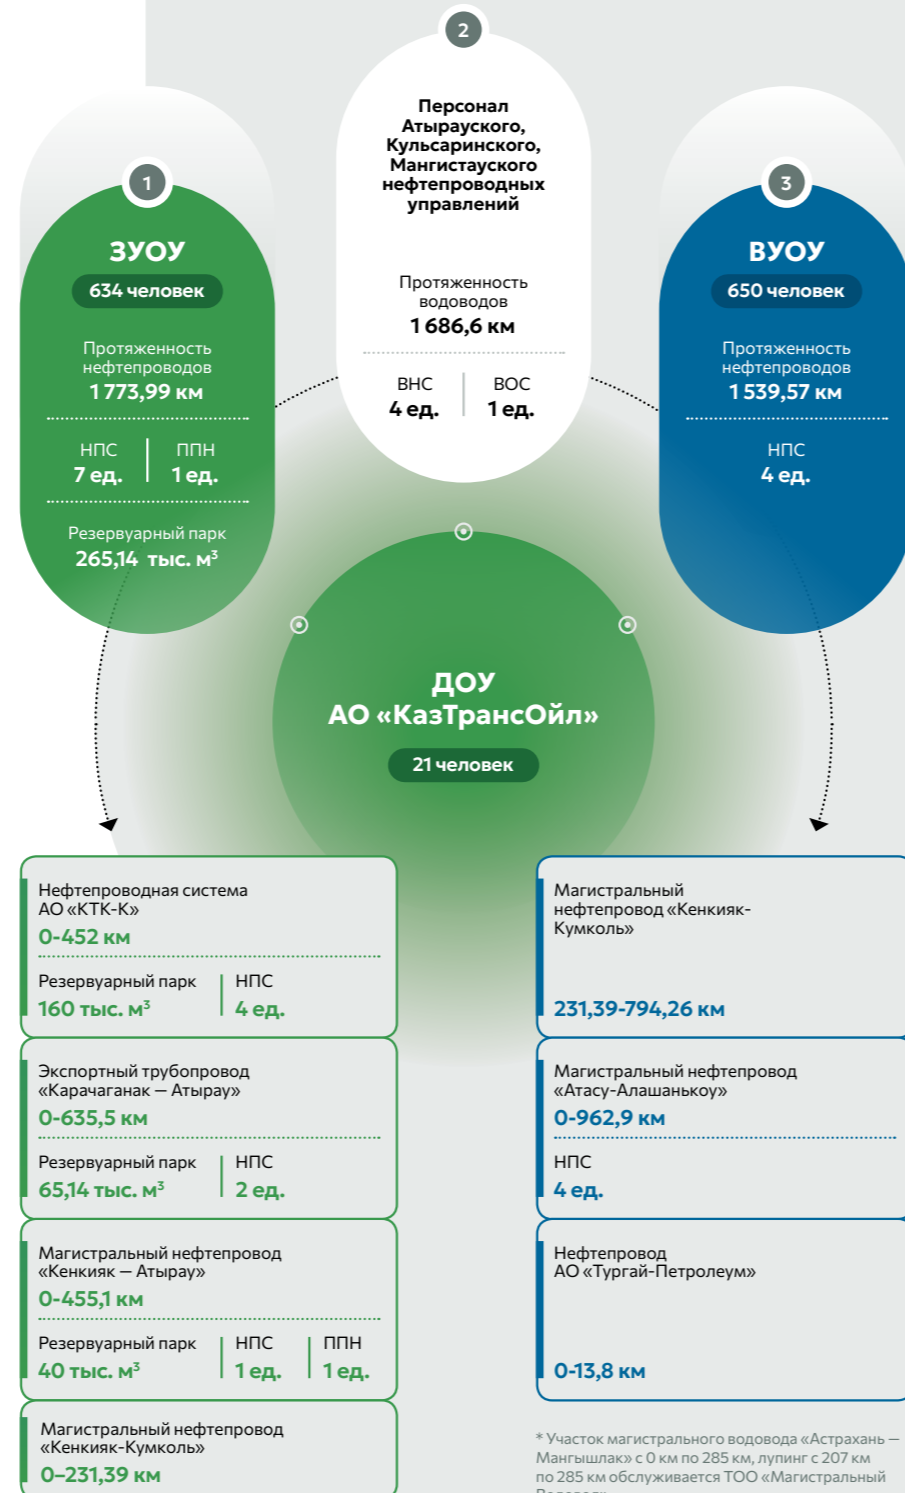 2
Персонал
Атырауского,
Кульсаринского,
Мангистауского
нефтепроводных
управлений
Протяженность
водоводов
1 686,6 км
ВНС
4 ед.
ВОС
1 ед.
1
ЗУОУ
634 человек
Протяженность
нефтепроводов
1 773,99 км
НПС
7 ед.
ППН
1 ед.
Резервуарный парк
265,14 тыс. м³
3
ВУОУ
650 человек
Протяженность
нефтепроводов
1 539,57 км
НПС
4 ед.
ДОУ
АО «КазТрансОйл»
21 человек
Нефтепроводная система
АО «КТК-К»
0-452 км
Резервуарный парк
160 тыс. м³
НПС
4 ед.
Экспортный трубопровод
«Карачаганак — Атырау»
0-635,5 км
Резервуарный парк
65,14 тыс. м³
НПС
2 ед.
Магистральный нефтепровод
«Кенкияк — Атырау»
0-455,1 км
Резервуарный парк
40 тыс. м³
НПС
1 ед.
ППН
1 ед.
Магистральный нефтепровод
«Кенкияк-Кумколь»
0–231,39 км
Магистральный
нефтепровод «Кенкияк-
Кумколь»
231,39-794,26 км
Магистральный нефтепровод
«Атасу-Алашанькоу»
0-962,9 км
НПС
4 ед.
Нефтепровод
АО «Тургай-Петролеум»
0-13,8 км
* Участок магистрального водовода «Астрахань —
Мангышлак» с 0 км по 285 км, лупинг с 207 км
по 285 км обслуживается ТОО «Магистральный